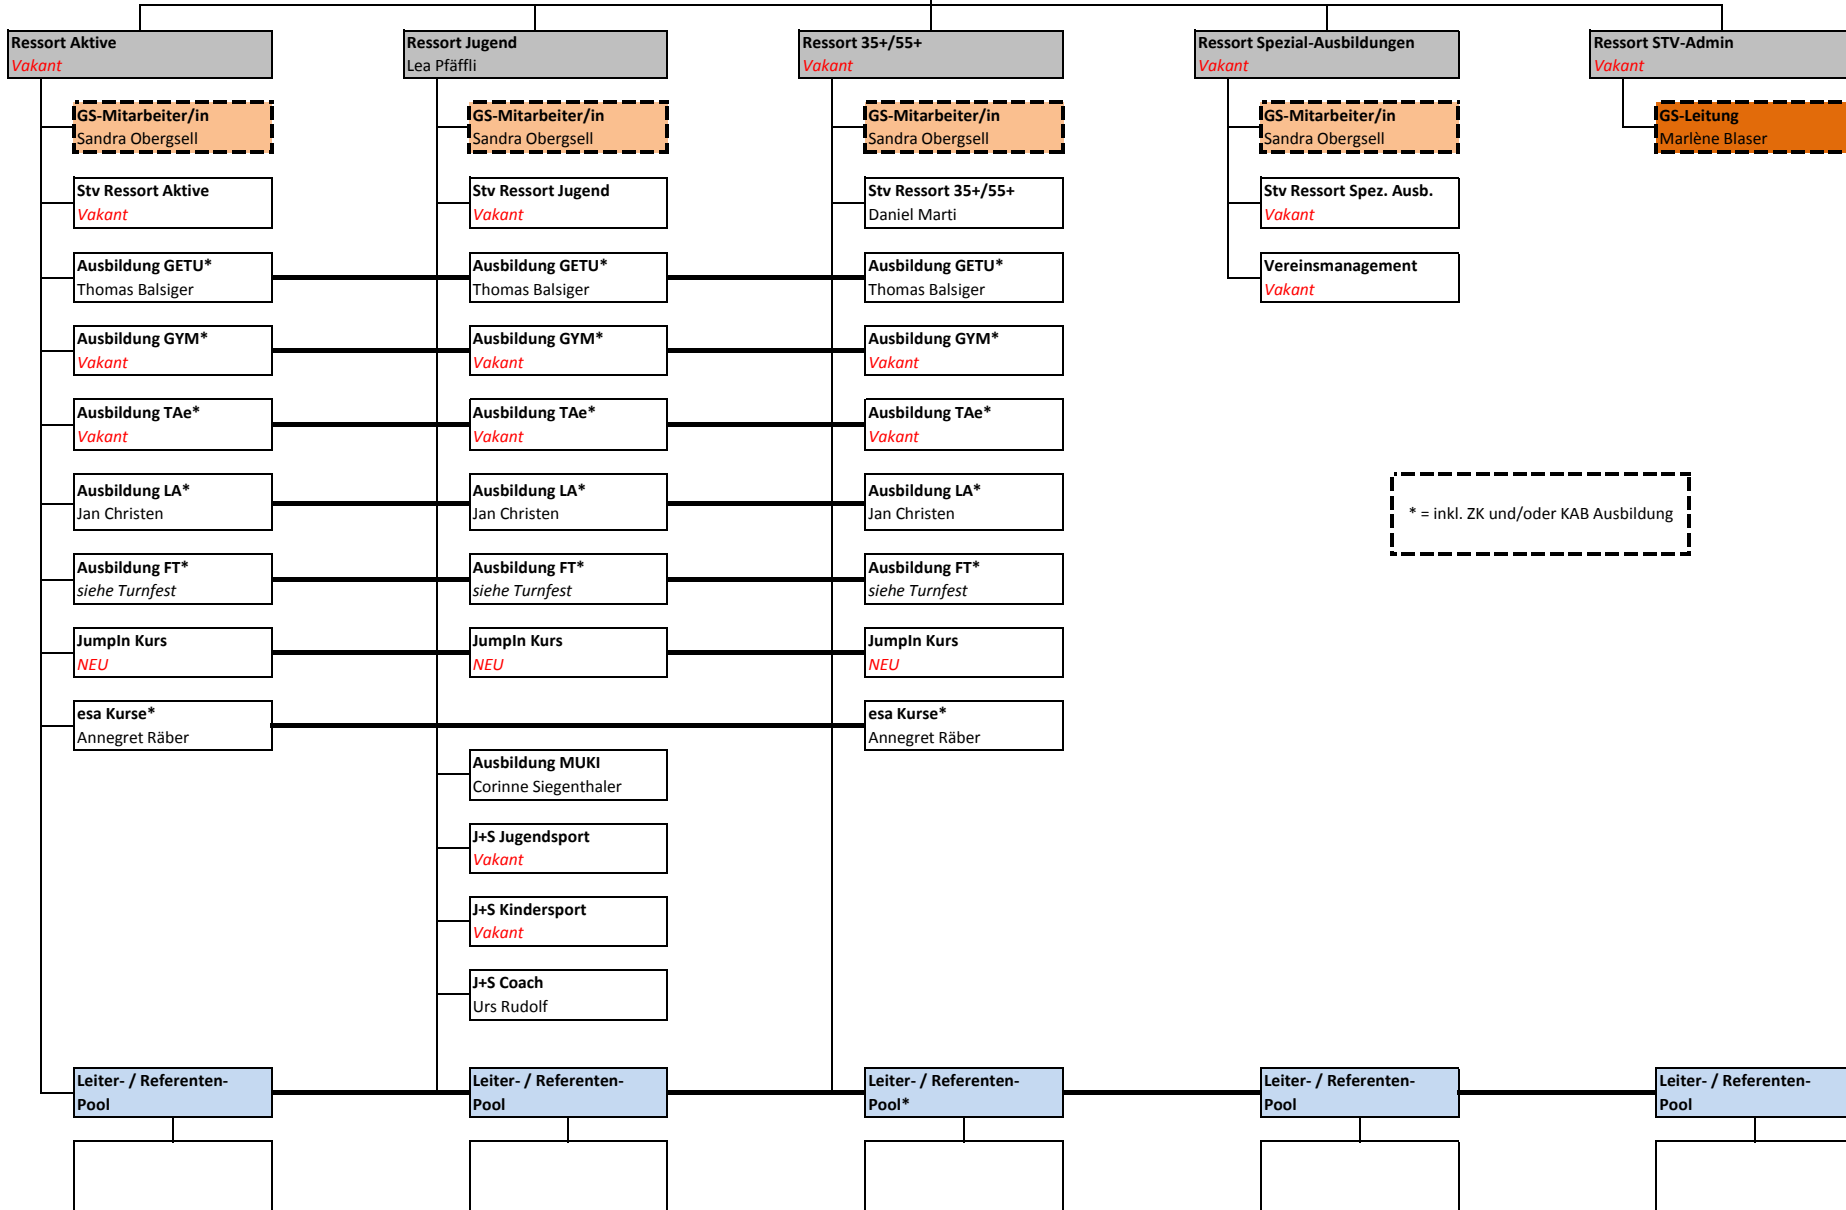 Ressort Aktive
Vakant
Ressort Jugend
Lea Pfäffli
Ressort 35+/55+
Vakant
Ressort Spezial-Ausbildungen
Vakant
Ressort STV-Admin
Vakant
GS-Mitarbeiter/in
Sandra Obergsell
GS-Mitarbeiter/in
Sandra Obergsell
GS-Mitarbeiter/in
Sandra Obergsell
GS-Mitarbeiter/in
Sandra Obergsell
GS-Leitung
Marlène Blaser
Stv Ressort Aktive
Vakant
Stv Ressort Jugend
Vakant
Stv Ressort 35+/55+
Daniel Marti
Stv Ressort Spez. Ausb.
Vakant
Ausbildung GETU*
Thomas Balsiger
Ausbildung GETU*
Thomas Balsiger
Ausbildung GETU*
Thomas Balsiger
Vereinsmanagement
Vakant
Ausbildung GYM*
Vakant
Ausbildung GYM*
Vakant
Ausbildung GYM*
Vakant
Ausbildung TAe*
Vakant
Ausbildung TAe*
Vakant
Ausbildung TAe*
Vakant
Ausbildung LA*
Jan Christen
Ausbildung LA*
Jan Christen
Ausbildung LA*
Jan Christen
* = inkl. ZK und/oder KAB Ausbildung
Ausbildung FT*
siehe Turnfest
Ausbildung FT*
siehe Turnfest
Ausbildung FT*
siehe Turnfest
JumpIn Kurs
NEU
JumpIn Kurs
NEU
JumpIn Kurs
NEU
esa Kurse*
Annegret Räber
esa Kurse*
Annegret Räber
Ausbildung MUKI
Corinne Siegenthaler
J+S Jugendsport
Vakant
J+S Kindersport
Vakant
J+S Coach
Urs Rudolf
Leiter- / Referenten-
Pool
Leiter- / Referenten-
Pool
Leiter- / Referenten-
Pool*
Leiter- / Referenten-
Pool
Leiter- / Referenten-
Pool